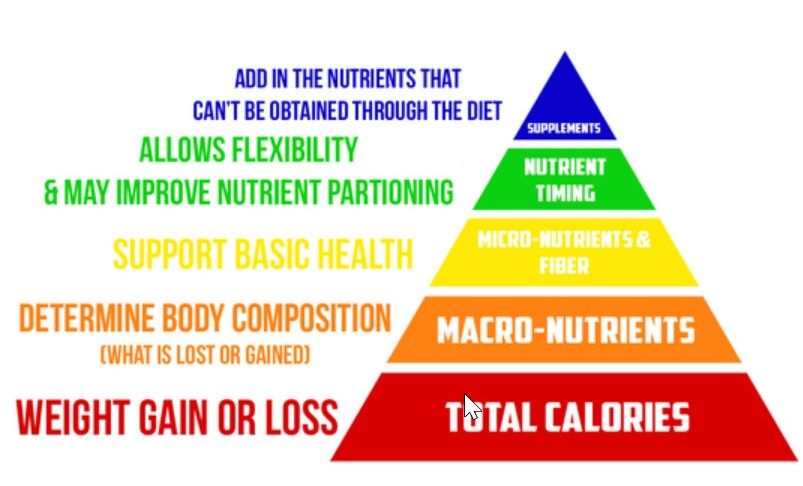 ADD IN THE NUTRIENTS THAT
CAN'T BE OBTAINED THROUGH THE DIET
SUPPLEMENTS
ALLOWS FLEXIBILITY
& MAY IMPROVE NUTRIENT PARTIONING
NUTRIENT
TIMING
SUPPORT BASIC HEALTH
MICRO-NUTRIENTS &
FIBER
DETERMINE BODY COMPOSITION
(WHAT IS LOST OR GAINED)
MACRO-NUTRIENTS
WEIGHT GAIN OR LOSS
TOTAL CALORIES